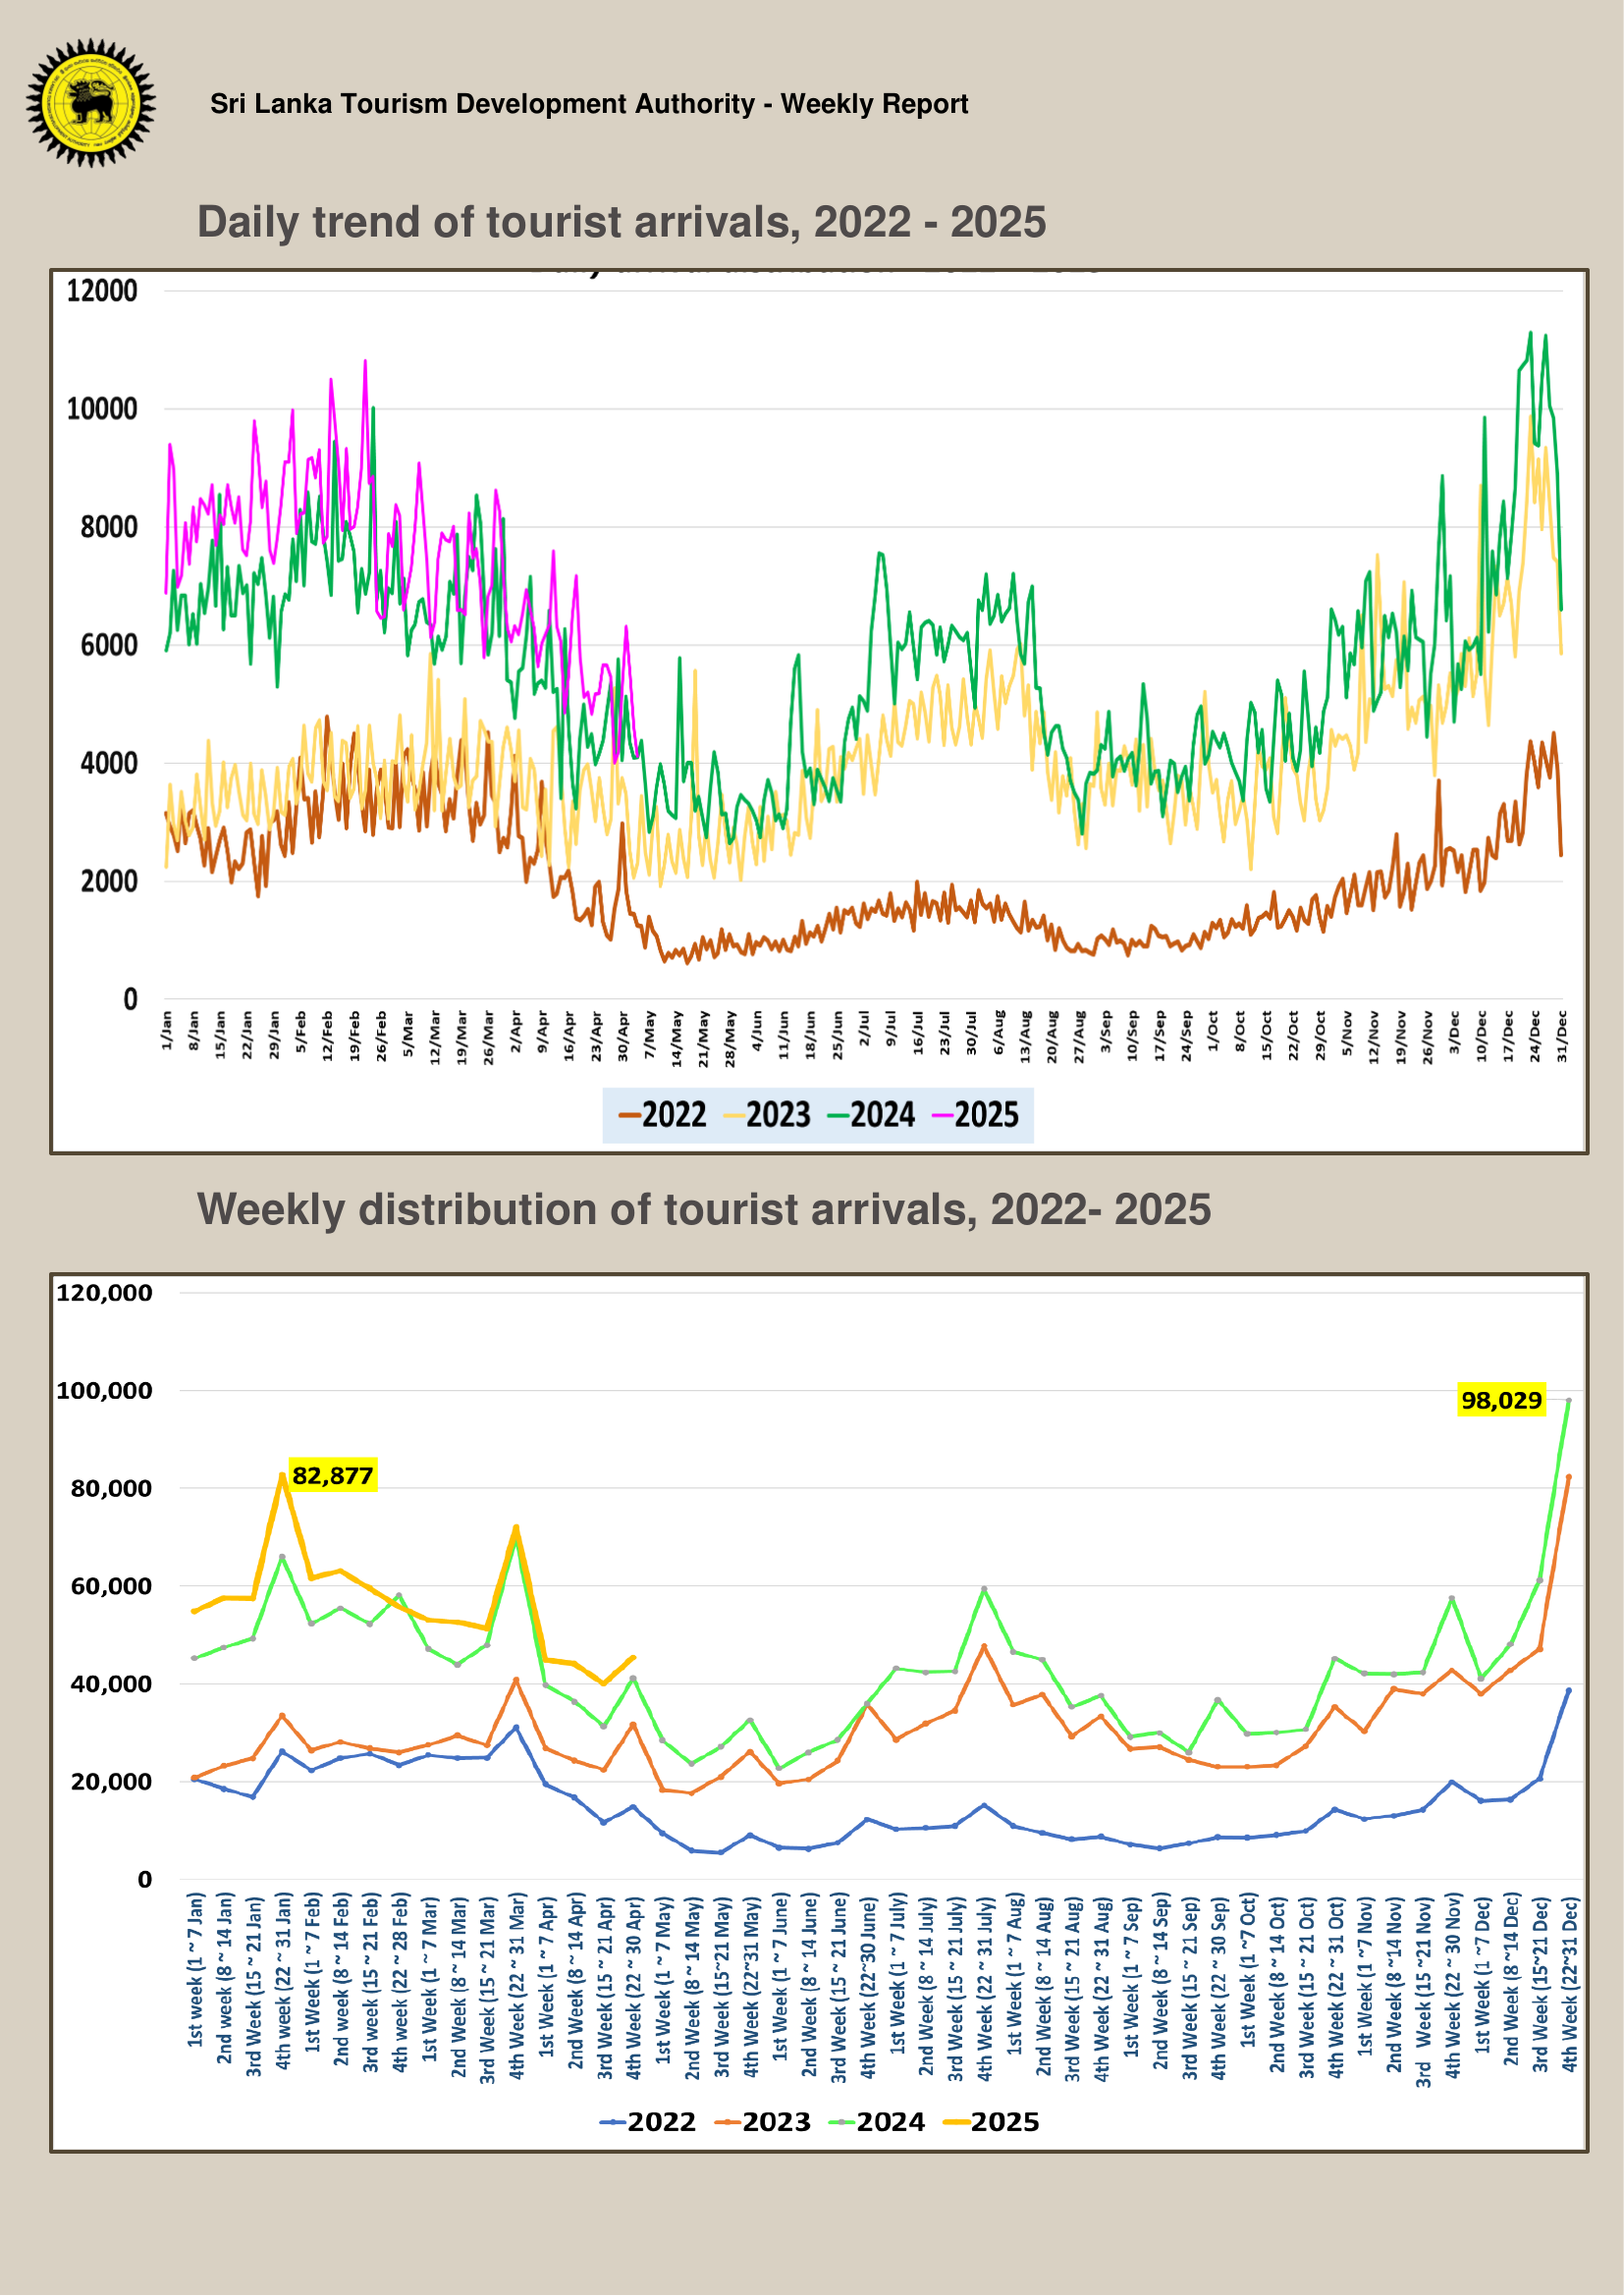 Sri Lanka Tourism Development Authority - Weekly Report
Daily trend of tourist arrivals, 2022 - 2025
12000
10000
8000
6000
4000
2000
0
1/Jan
8/Jan
15/Jan
22/Jan
29/Jan
5/Feb
12/Feb
19/Feb
26/Feb
5/Mar
12/Mar
19/Mar
26/Mar
2/Apr
9/Apr
16/Apr
23/Apr
30/Apr
7/May
14/May
21/May
28/May
4/Jun
11/Jun
18/Jun
25/Jun
2/Jul
9/Jul
16/Jul
23/Jul
30/Jul
6/Aug
13/Aug
20/Aug
27/Aug
3/Sep
10/Sep
17/Sep
24/Sep
1/Oct
8/Oct
15/Oct
22/Oct
29/Oct
5/Nov
12/Nov
19/Nov
26/Nov
3/Dec
10/Dec
17/Dec
24/Dec
31/Dec
2022 2023 2024 2025
Weekly distribution of tourist arrivals, 2022- 2025
120,000
100,000
80,000
60,000
40,000
20,000
0
82,877
98,029
1st week (1 ~ 7 Jan)
2nd week (8 ~ 14 Jan)
3rd Week (15 ~ 21 Jan)
4th week (22 ~ 31 Jan)
1st Week (1 ~ 7 Feb)
2nd week (8 ~ 14 Feb)
3rd week (15 ~ 21 Feb)
4th week (22 ~ 28 Feb)
1st Week (1 ~ 7 Mar)
2nd Week (8 ~ 14 Mar)
3rd Week (15 ~ 21 Mar)
4th Week (22 ~ 31 Mar)
1st Week (1 ~ 7 Apr)
2nd Week (8 ~ 14 Apr)
3rd Week (15 ~ 21 Apr)
4th Week (22 ~ 30 Apr)
1st Week (1 ~ 7 May)
2nd Week (8 ~ 14 May)
3rd Week (15~21 May)
4th Week (22~31 May)
1st Week (1 ~ 7 June)
2nd Week (8 ~ 14 June)
3rd Week (15 ~ 21 June)
4th Week (22~30 June)
1st Week (1 ~ 7 July)
2nd Week (8 ~ 14 July)
3rd Week (15 ~ 21 July)
4th Week (22 ~ 31 July)
1st Week (1 ~ 7 Aug)
2nd Week (8 ~ 14 Aug)
3rd Week (15 ~ 21 Aug)
4th Week (22 ~ 31 Aug)
1st Week (1 ~ 7 Sep)
2nd Week (8 ~ 14 Sep)
3rd Week (15 ~ 21 Sep)
4th Week (22 ~ 30 Sep)
1st Week (1 ~7 Oct)
2nd Week (8 ~ 14 Oct)
3rd Week (15 ~ 21 Oct)
4th Week (22 ~ 31 Oct)
1st Week (1 ~7 Nov)
2nd Week (8 ~14 Nov)
3rd Week (15 ~21 Nov)
4th Week (22 ~ 30 Nov)
1st Week (1 ~7 Dec)
2nd Week (8 ~14 Dec)
3rd Week (15~21 Dec)
4th Week (22~31 Dec)
2022 2023 2024 2025